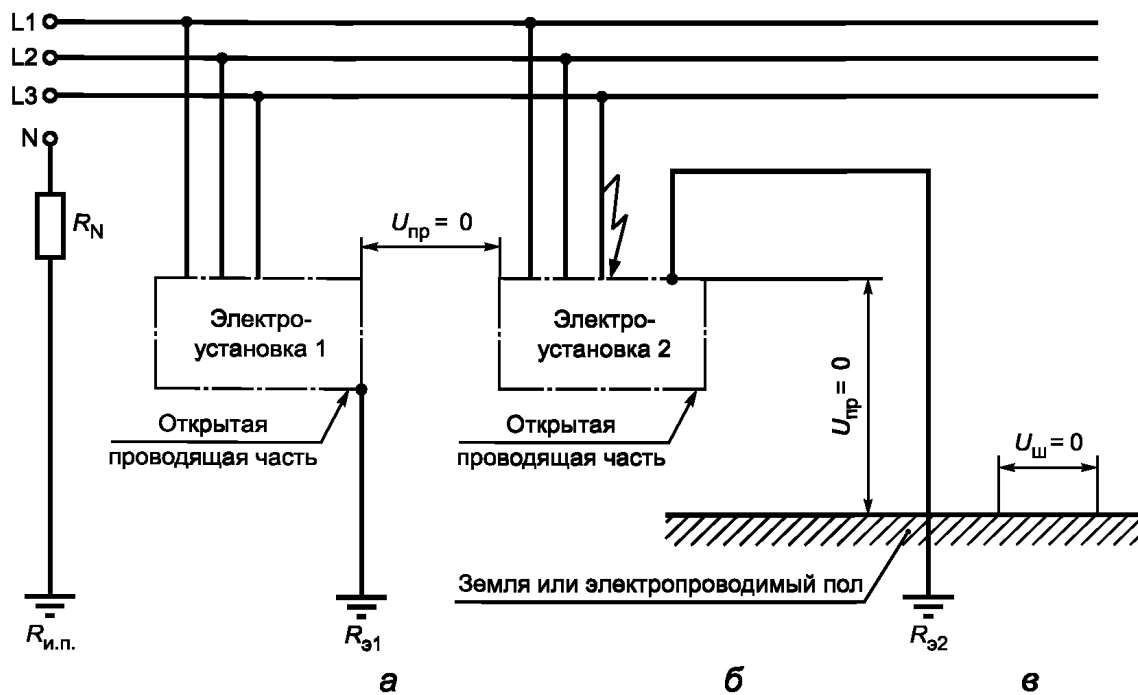 L1
L2
L3
N
R_N
U_пр = 0
Электро-
установка 1
Электро-
установка 2
Открытая
проводящая часть
Открытая
проводящая часть
U_пр = 0
U_ш = 0
Земля или электропроводимый пол
R_и.п.
R_э1
R_э2
а
б
в